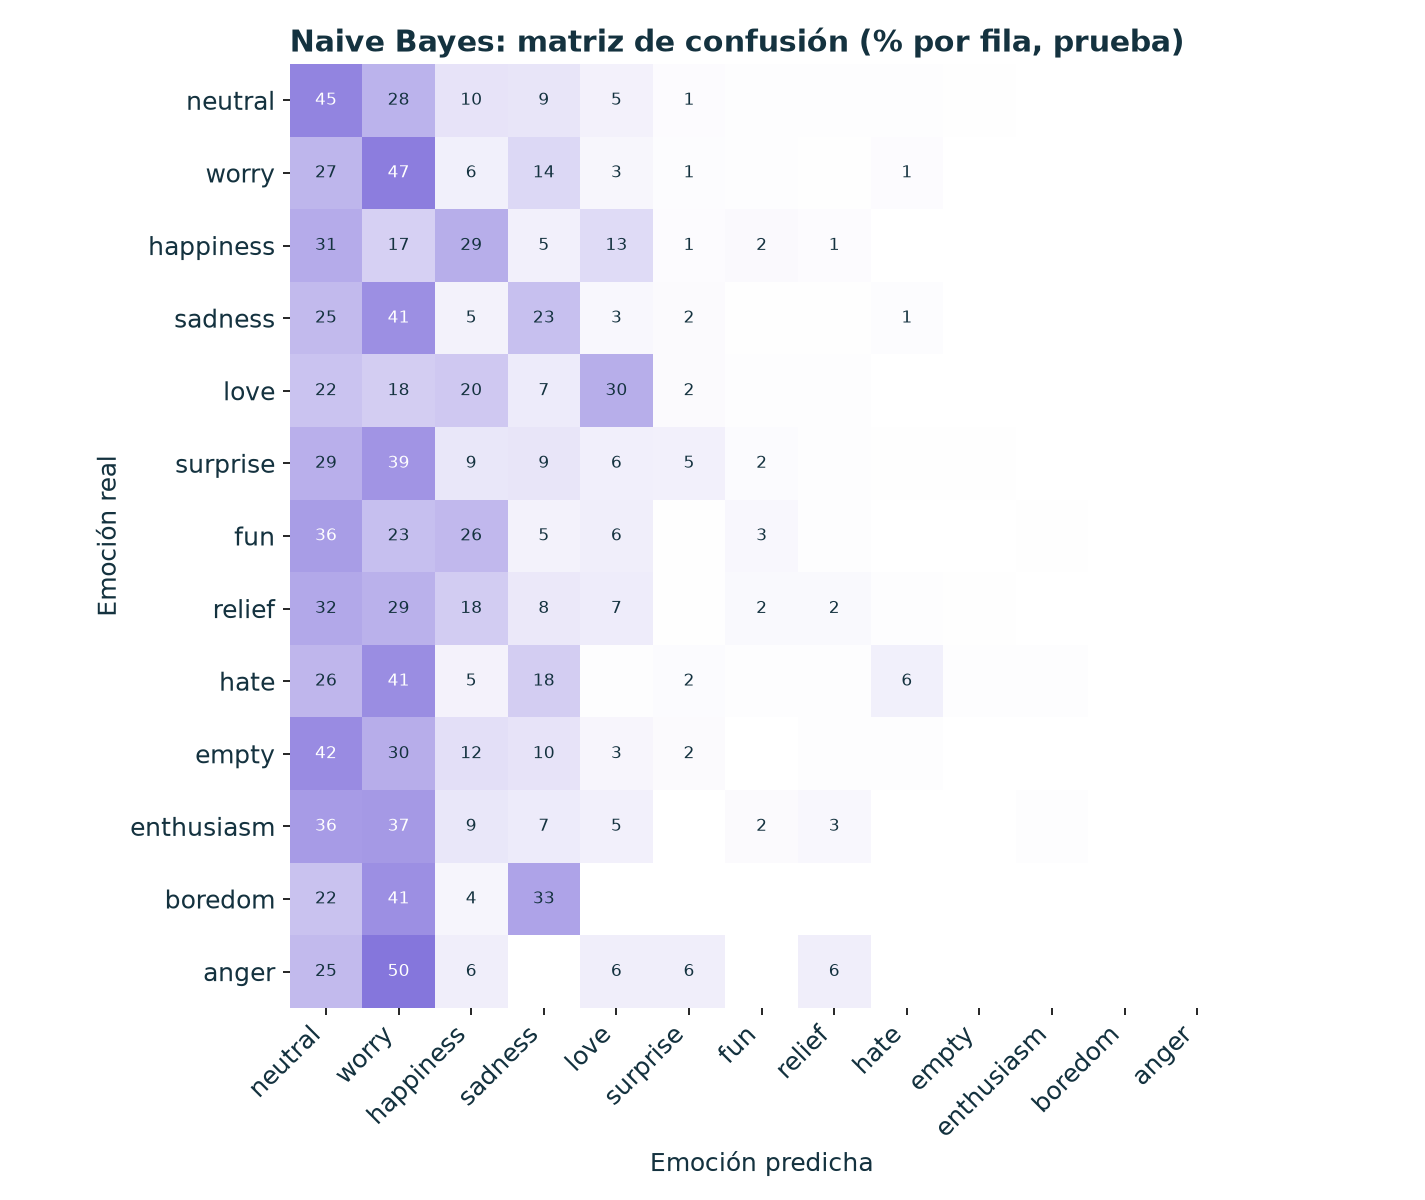 Naive Bayes: matriz de confusión (% por fila, prueba)
neutral 45 28 10 9 5 1
worry 27 47 6 14 3 1 1
happiness 31 17 29 5 13 1 2 1
sadness 25 41 5 23 3 2 1
love 22 18 20 7 30 2
surprise 29 39 9 9 6 5 2
fun 36 23 26 5 6 3
relief 32 29 18 8 7 2 2
hate 26 41 5 18 2 6
empty 42 30 12 10 3 2
enthusiasm 36 37 9 7 5 2 3
boredom 22 41 4 33
anger 25 50 6 6 6 6
Emoción real
neutral worry happiness sadness love surprise fun relief hate empty enthusiasm boredom anger
Emoción predicha